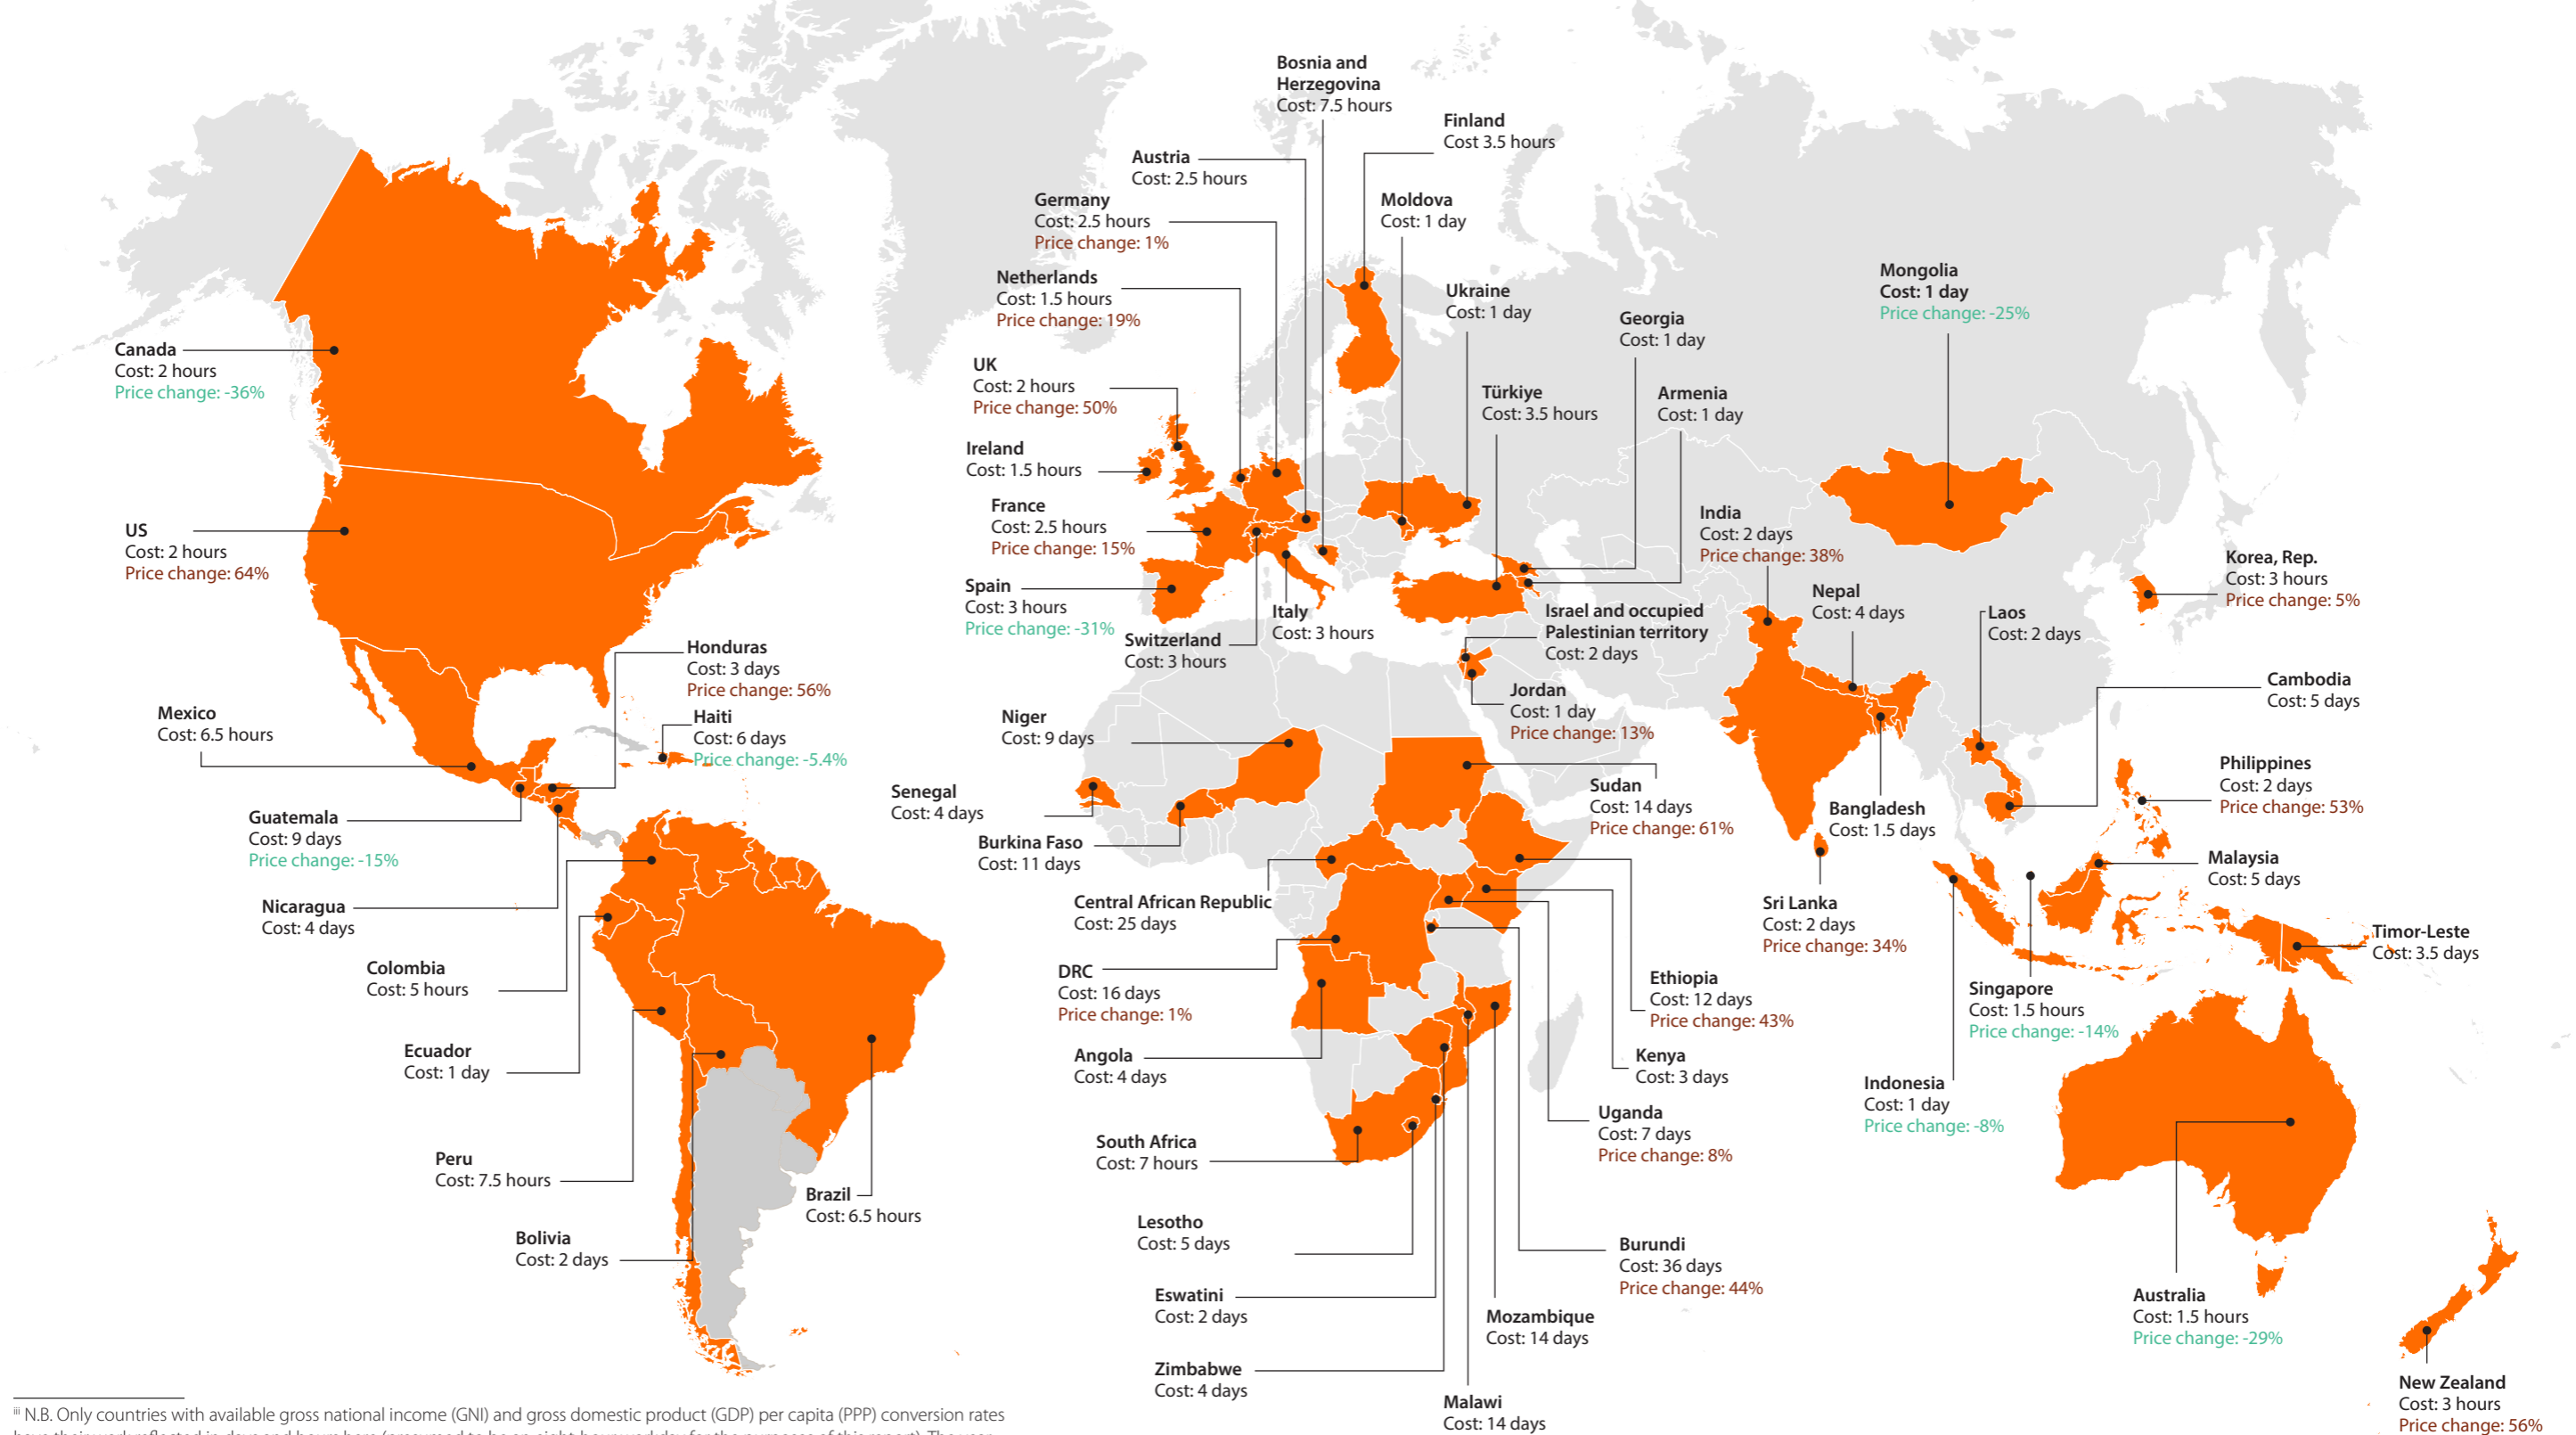 Bosnia and
Herzegovina
Cost: 7.5 hours
Finland
Cost 3.5 hours
Austria
Cost: 2.5 hours
Germany
Cost: 2.5 hours
Price change: 1%
Moldova
Cost: 1 day
Netherlands
Cost: 1.5 hours
Price change: 19%
Ukraine
Cost: 1 day
Mongolia
Cost: 1 day
Price change: -25%
Georgia
Cost: 1 day
Canada
Cost: 2 hours
Price change: -36%
UK
Cost: 2 hours
Price change: 50%
Türkiye
Cost: 3.5 hours
Armenia
Cost: 1 day
Ireland
Cost: 1.5 hours
France
Cost: 2.5 hours
Price change: 15%
India
Cost: 2 days
Price change: 38%
US
Cost: 2 hours
Price change: 64%
Korea, Rep.
Cost: 3 hours
Price change: 5%
Spain
Cost: 3 hours
Price change: -31%
Nepal
Cost: 4 days
Italy
Cost: 3 hours
Israel and occupied
Palestinian territory
Cost: 2 days
Laos
Cost: 2 days
Switzerland
Cost: 3 hours
Honduras
Cost: 3 days
Price change: 56%
Cambodia
Cost: 5 days
Jordan
Cost: 1 day
Price change: 13%
Mexico
Cost: 6.5 hours
Haiti
Cost: 6 days
Price change: -5.4%
Niger
Cost: 9 days
Philippines
Cost: 2 days
Price change: 53%
Sudan
Cost: 14 days
Price change: 61%
Senegal
Cost: 4 days
Bangladesh
Cost: 1.5 days
Guatemala
Cost: 9 days
Price change: -15%
Burkina Faso
Cost: 11 days
Malaysia
Cost: 5 days
Central African Republic
Cost: 25 days
Sri Lanka
Cost: 2 days
Price change: 34%
Nicaragua
Cost: 4 days
Timor-Leste
Cost: 3.5 days
Colombia
Cost: 5 hours
DRC
Cost: 16 days
Price change: 1%
Ethiopia
Cost: 12 days
Price change: 43%
Singapore
Cost: 1.5 hours
Price change: -14%
Ecuador
Cost: 1 day
Angola
Cost: 4 days
Kenya
Cost: 3 days
Indonesia
Cost: 1 day
Price change: -8%
Uganda
Cost: 7 days
Price change: 8%
South Africa
Cost: 7 hours
Peru
Cost: 7.5 hours
Brazil
Cost: 6.5 hours
Lesotho
Cost: 5 days
Bolivia
Cost: 2 days
Burundi
Cost: 36 days
Price change: 44%
Eswatini
Cost: 2 days
Australia
Cost: 1.5 hours
Price change: -29%
Mozambique
Cost: 14 days
Zimbabwe
Cost: 4 days
New Zealand
Cost: 3 hours
Price change: 56%
Malawi
Cost: 14 days
iii N.B. Only countries with available gross national income (GNI) and gross domestic product (GDP) per capita (PPP) conversion rates